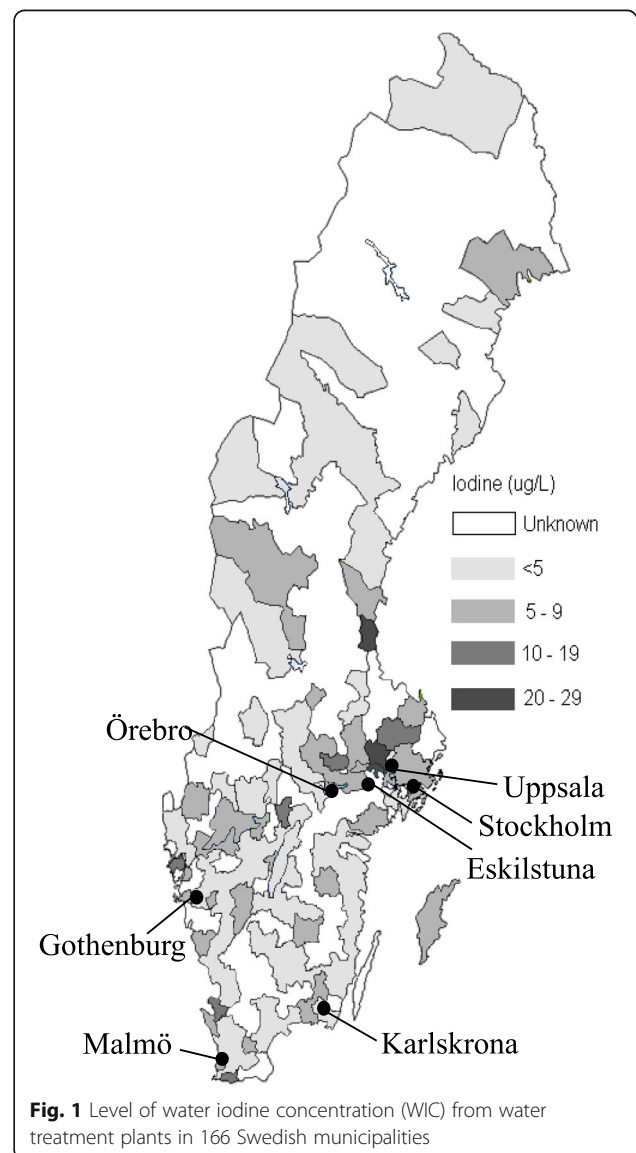 Iodine (ug/L)
Unknown
<5
5 - 9
10 - 19
20 - 29
Örebro
Uppsala
Stockholm
Eskilstuna
Gothenburg
Malmö
Karlskrona
Fig. 1 Level of water iodine concentration (WIC) from water
treatment plants in 166 Swedish municipalities